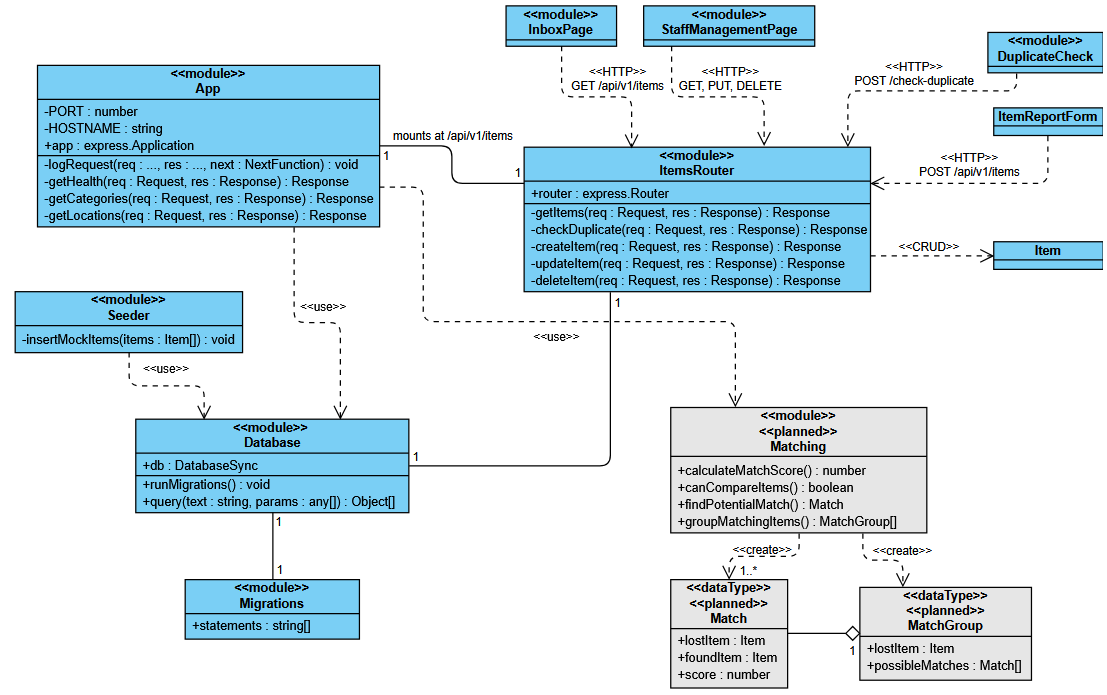 <<module>>
InboxPage
<<module>>
StaffManagementPage
<<module>>
DuplicateCheck
<<HTTP>>
GET /api/v1/items
<<HTTP>>
GET, PUT, DELETE
<<HTTP>>
POST /check-duplicate
<<module>>
App
-PORT : number
-HOSTNAME : string
+app : express.Application
-logRequest(req : ..., res : ..., next : NextFunction) : void
-getHealth(req : Request, res : Response) : Response
-getCategories(req : Request, res : Response) : Response
-getLocations(req : Request, res : Response) : Response
mounts at /api/v1/items
1
1
ItemReportForm
<<HTTP>>
POST /api/v1/items
<<module>>
ItemsRouter
+router : express.Router
-getItems(req : Request, res : Response) : Response
-checkDuplicate(req : Request, res : Response) : Response
-createItem(req : Request, res : Response) : Response
-updateItem(req : Request, res : Response) : Response
-deleteItem(req : Request, res : Response) : Response
1
<<CRUD>>
Item
<<module>>
Seeder
-insertMockItems(items : Item[]) : void
<<use>>
<<use>>
<<use>>
<<module>>
Database
+db : DatabaseSync
+runMigrations() : void
+query(text : string, params : any[]) : Object[]
1
1
1
<<module>>
Migrations
+statements : string[]
<<module>>
<<planned>>
Matching
+calculateMatchScore() : number
+canCompareItems() : boolean
+findPotentialMatch() : Match
+groupMatchingItems() : MatchGroup[]
<<create>>
1..*
<<create>>
<<dataType>>
<<planned>>
Match
+lostItem : Item
+foundItem : Item
+score : number
1
<<dataType>>
<<planned>>
MatchGroup
+lostItem : Item
+possibleMatches : Match[]